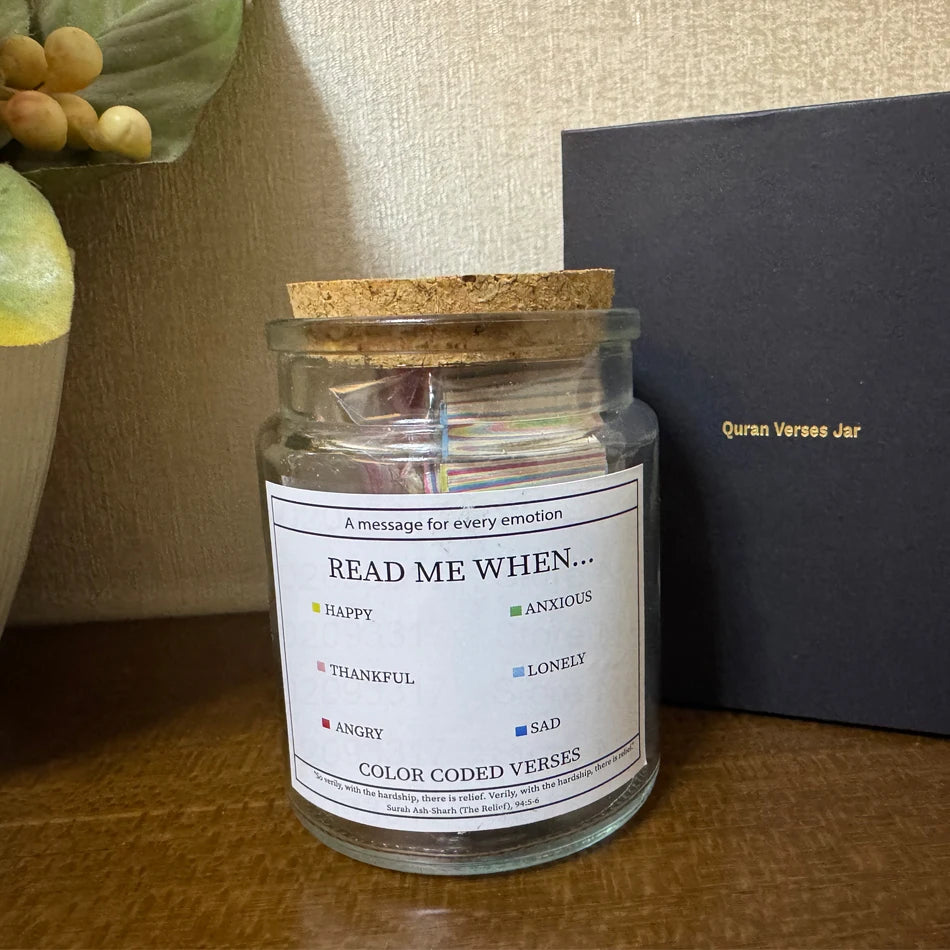 A message for every emotion
READ ME WHEN...
HAPPY
ANXIOUS
THANKFUL
LONELY
ANGRY
SAD
COLOR CODED VERSES
"So verily, with the hardship, there is relief. Verily, with the hardship, there is relief."
Surah Ash-Sharh (The Relief), 94:5-6
Quran Verses Jar